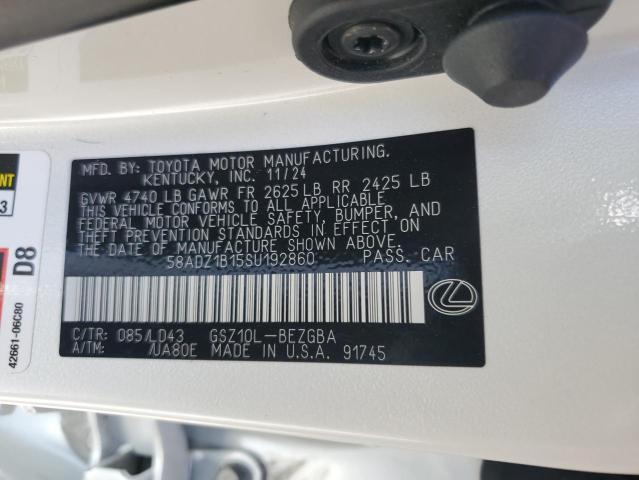 MFD. BY: TOYOTA MOTOR MANUFACTURING.
KENTUCKY, INC 11/24
GVWR 4740 LB GAWR FR 2625 LB RR 2425 LB
THIS VEHICLE CONFORMS TO ALL APPLICABLE
FEDERAL MOTOR VEHICLE SAFETY, BUMPER, AND
THEFT PREVENTION STANDARDS IN EFFECT ON
THE DATE OF MANUFACTURE SHOWN ABOVE.
58ADZ1B15SU192860 PASS. CAR
C/TR: 085/LD43 GSZ10L-BEZGBA
A/TM: /UA80E MADE IN U.S.A. 91745
NT
3
D8
42661-06C80